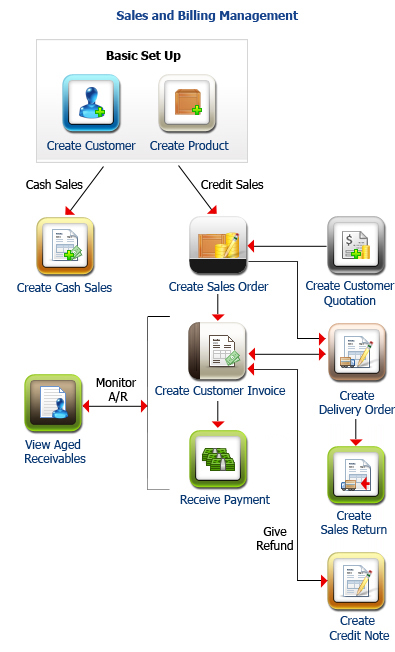 Sales and Billing Management
Basic Set Up
Create Customer
Create Product
Cash Sales
Credit Sales
Create Cash Sales
Create Sales Order
Create Customer
Quotation
Monitor
A/R
Create Customer Invoice
Create
Delivery Order
View Aged
Receivables
Receive Payment
Create
Sales Return
Give
Refund
Create
Credit Note